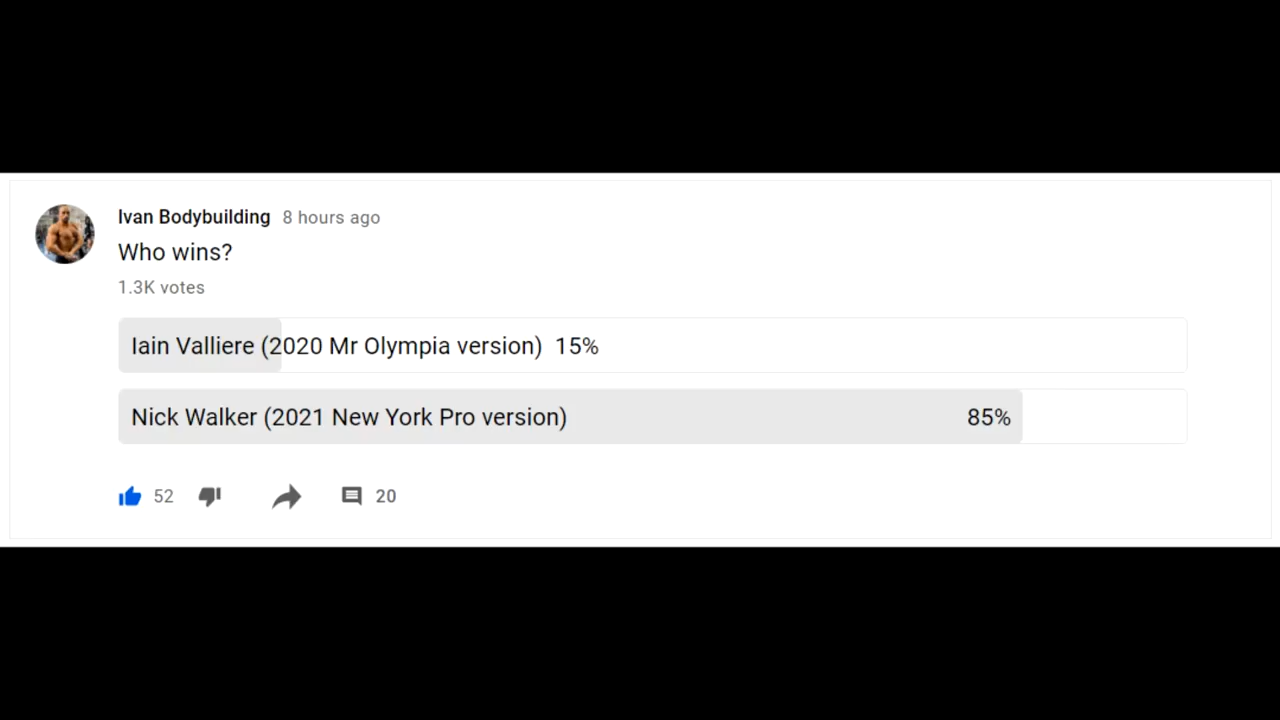 Ivan Bodybuilding 8 hours ago
Who wins?
1.3K votes
Iain Valliere (2020 Mr Olympia version) 15%
Nick Walker (2021 New York Pro version) 85%
52 20